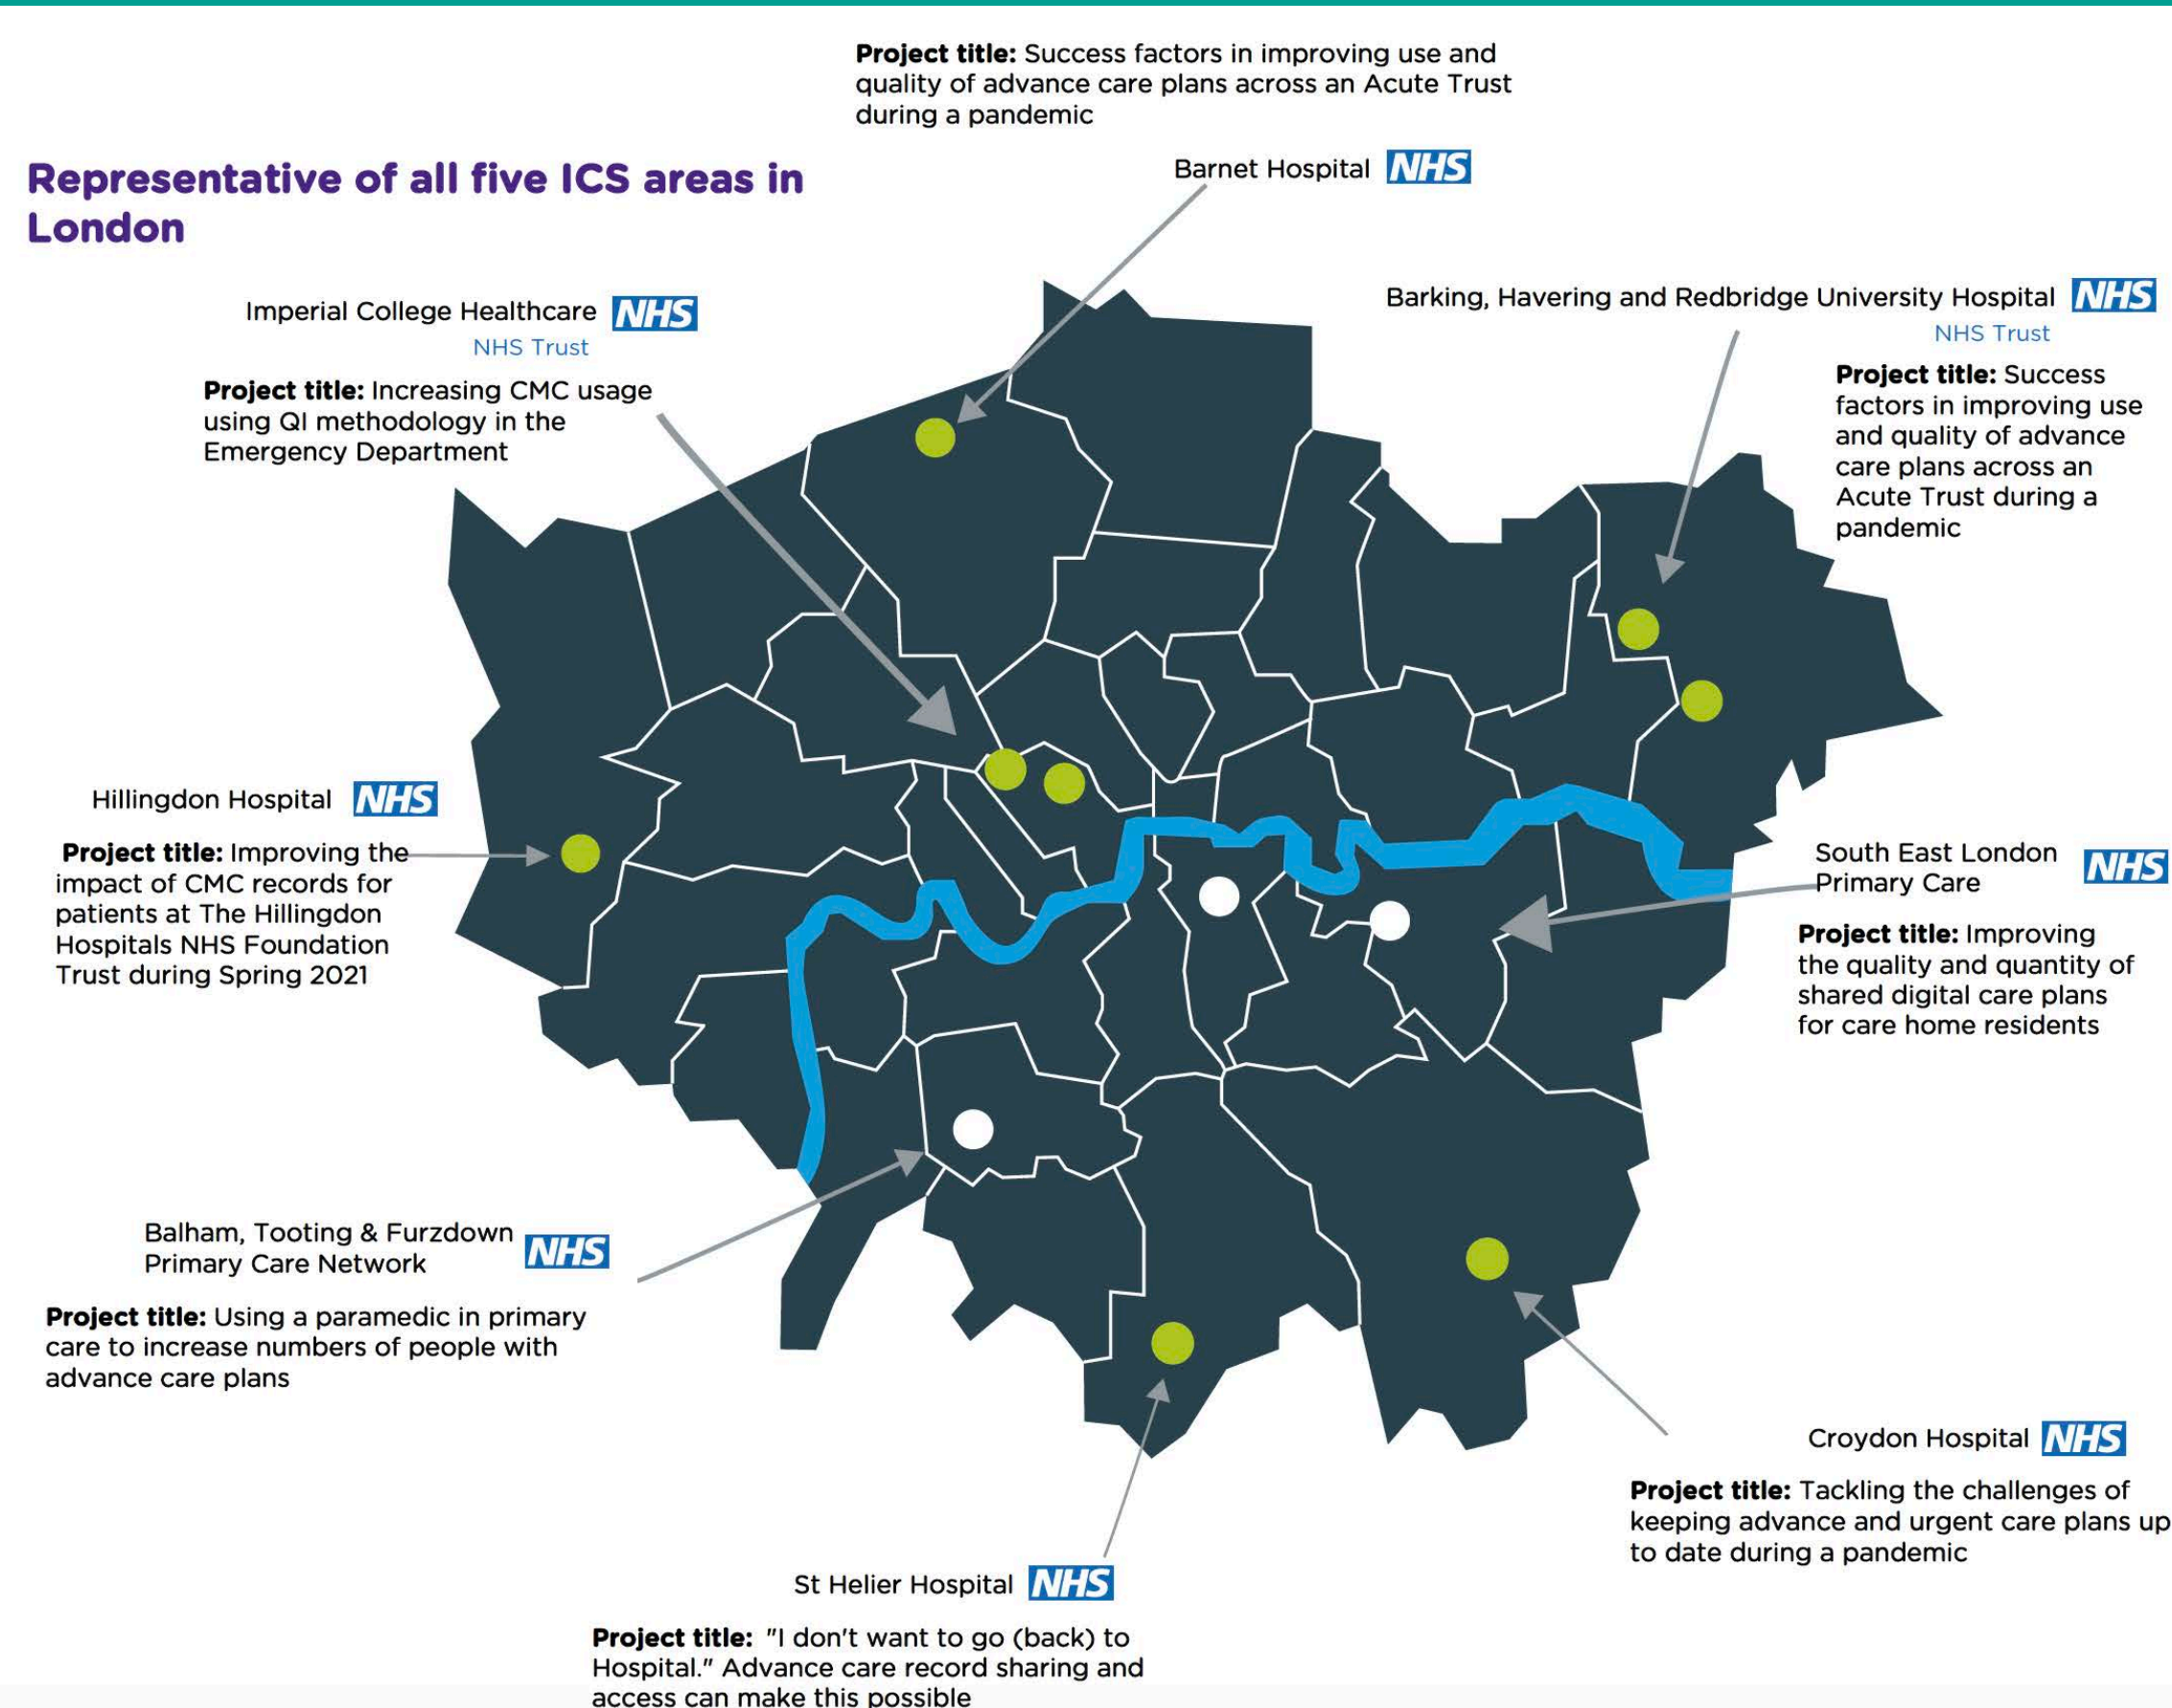 Project title: Success factors in improving use and
quality of advance care plans across an Acute Trust
during a pandemic
Barnet Hospital NHS
Representative of all five ICS areas in
London
Imperial College Healthcare NHS
NHS Trust
Project title: Increasing CMC usage
using QI methodology in the
Emergency Department
Barking, Havering and Redbridge University Hospital NHS
NHS Trust
Project title: Success
factors in improving use
and quality of advance
care plans across an
Acute Trust during a
pandemic
Hillingdon Hospital NHS
Project title: Improving the
impact of CMC records for
patients at The Hillingdon
Hospitals NHS Foundation
Trust during Spring 2021
South East London
Primary Care NHS
Project title: Improving
the quality and quantity of
shared digital care plans
for care home residents
Balham, Tooting & Furzdown
Primary Care Network NHS
Project title: Using a paramedic in primary
care to increase numbers of people with
advance care plans
Croydon Hospital NHS
Project title: Tackling the challenges of
keeping advance and urgent care plans up
to date during a pandemic
St Helier Hospital NHS
Project title: "I don't want to go (back) to
Hospital." Advance care record sharing and
access can make this possible